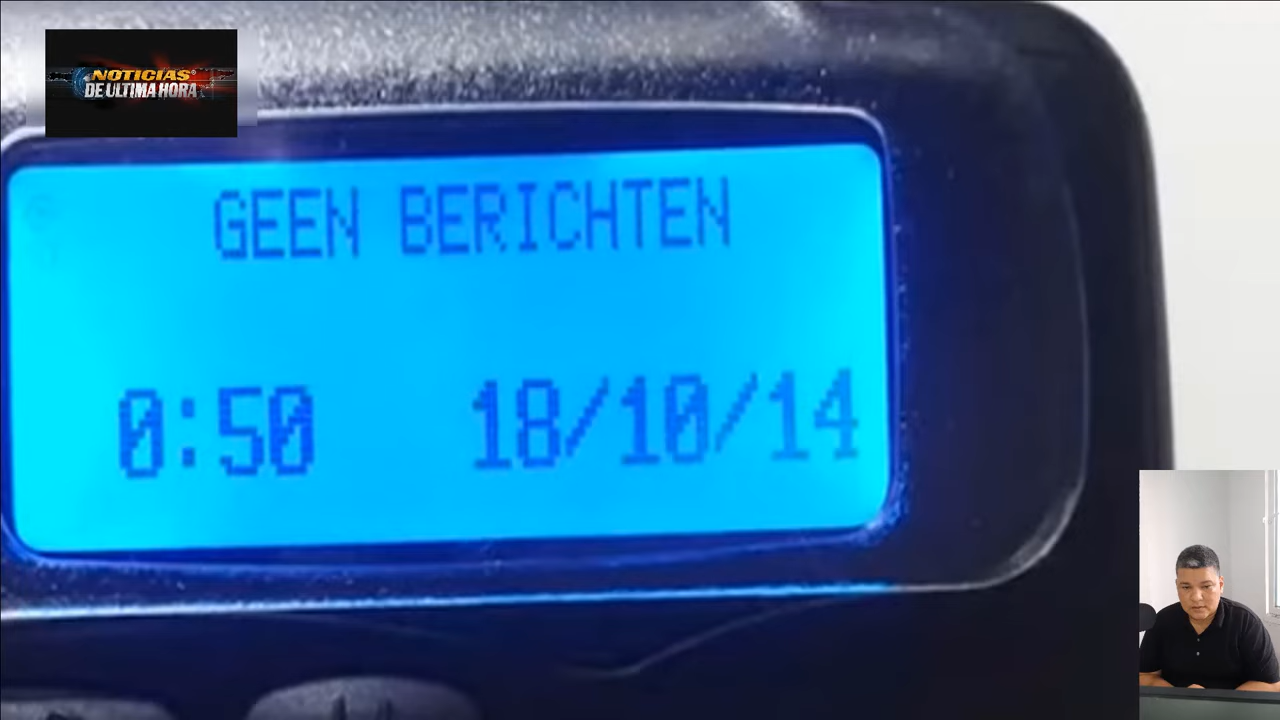 NOTICIAS
DE ULTIMA HORA
GEEN BERICHTEN
0:50 18/10/14